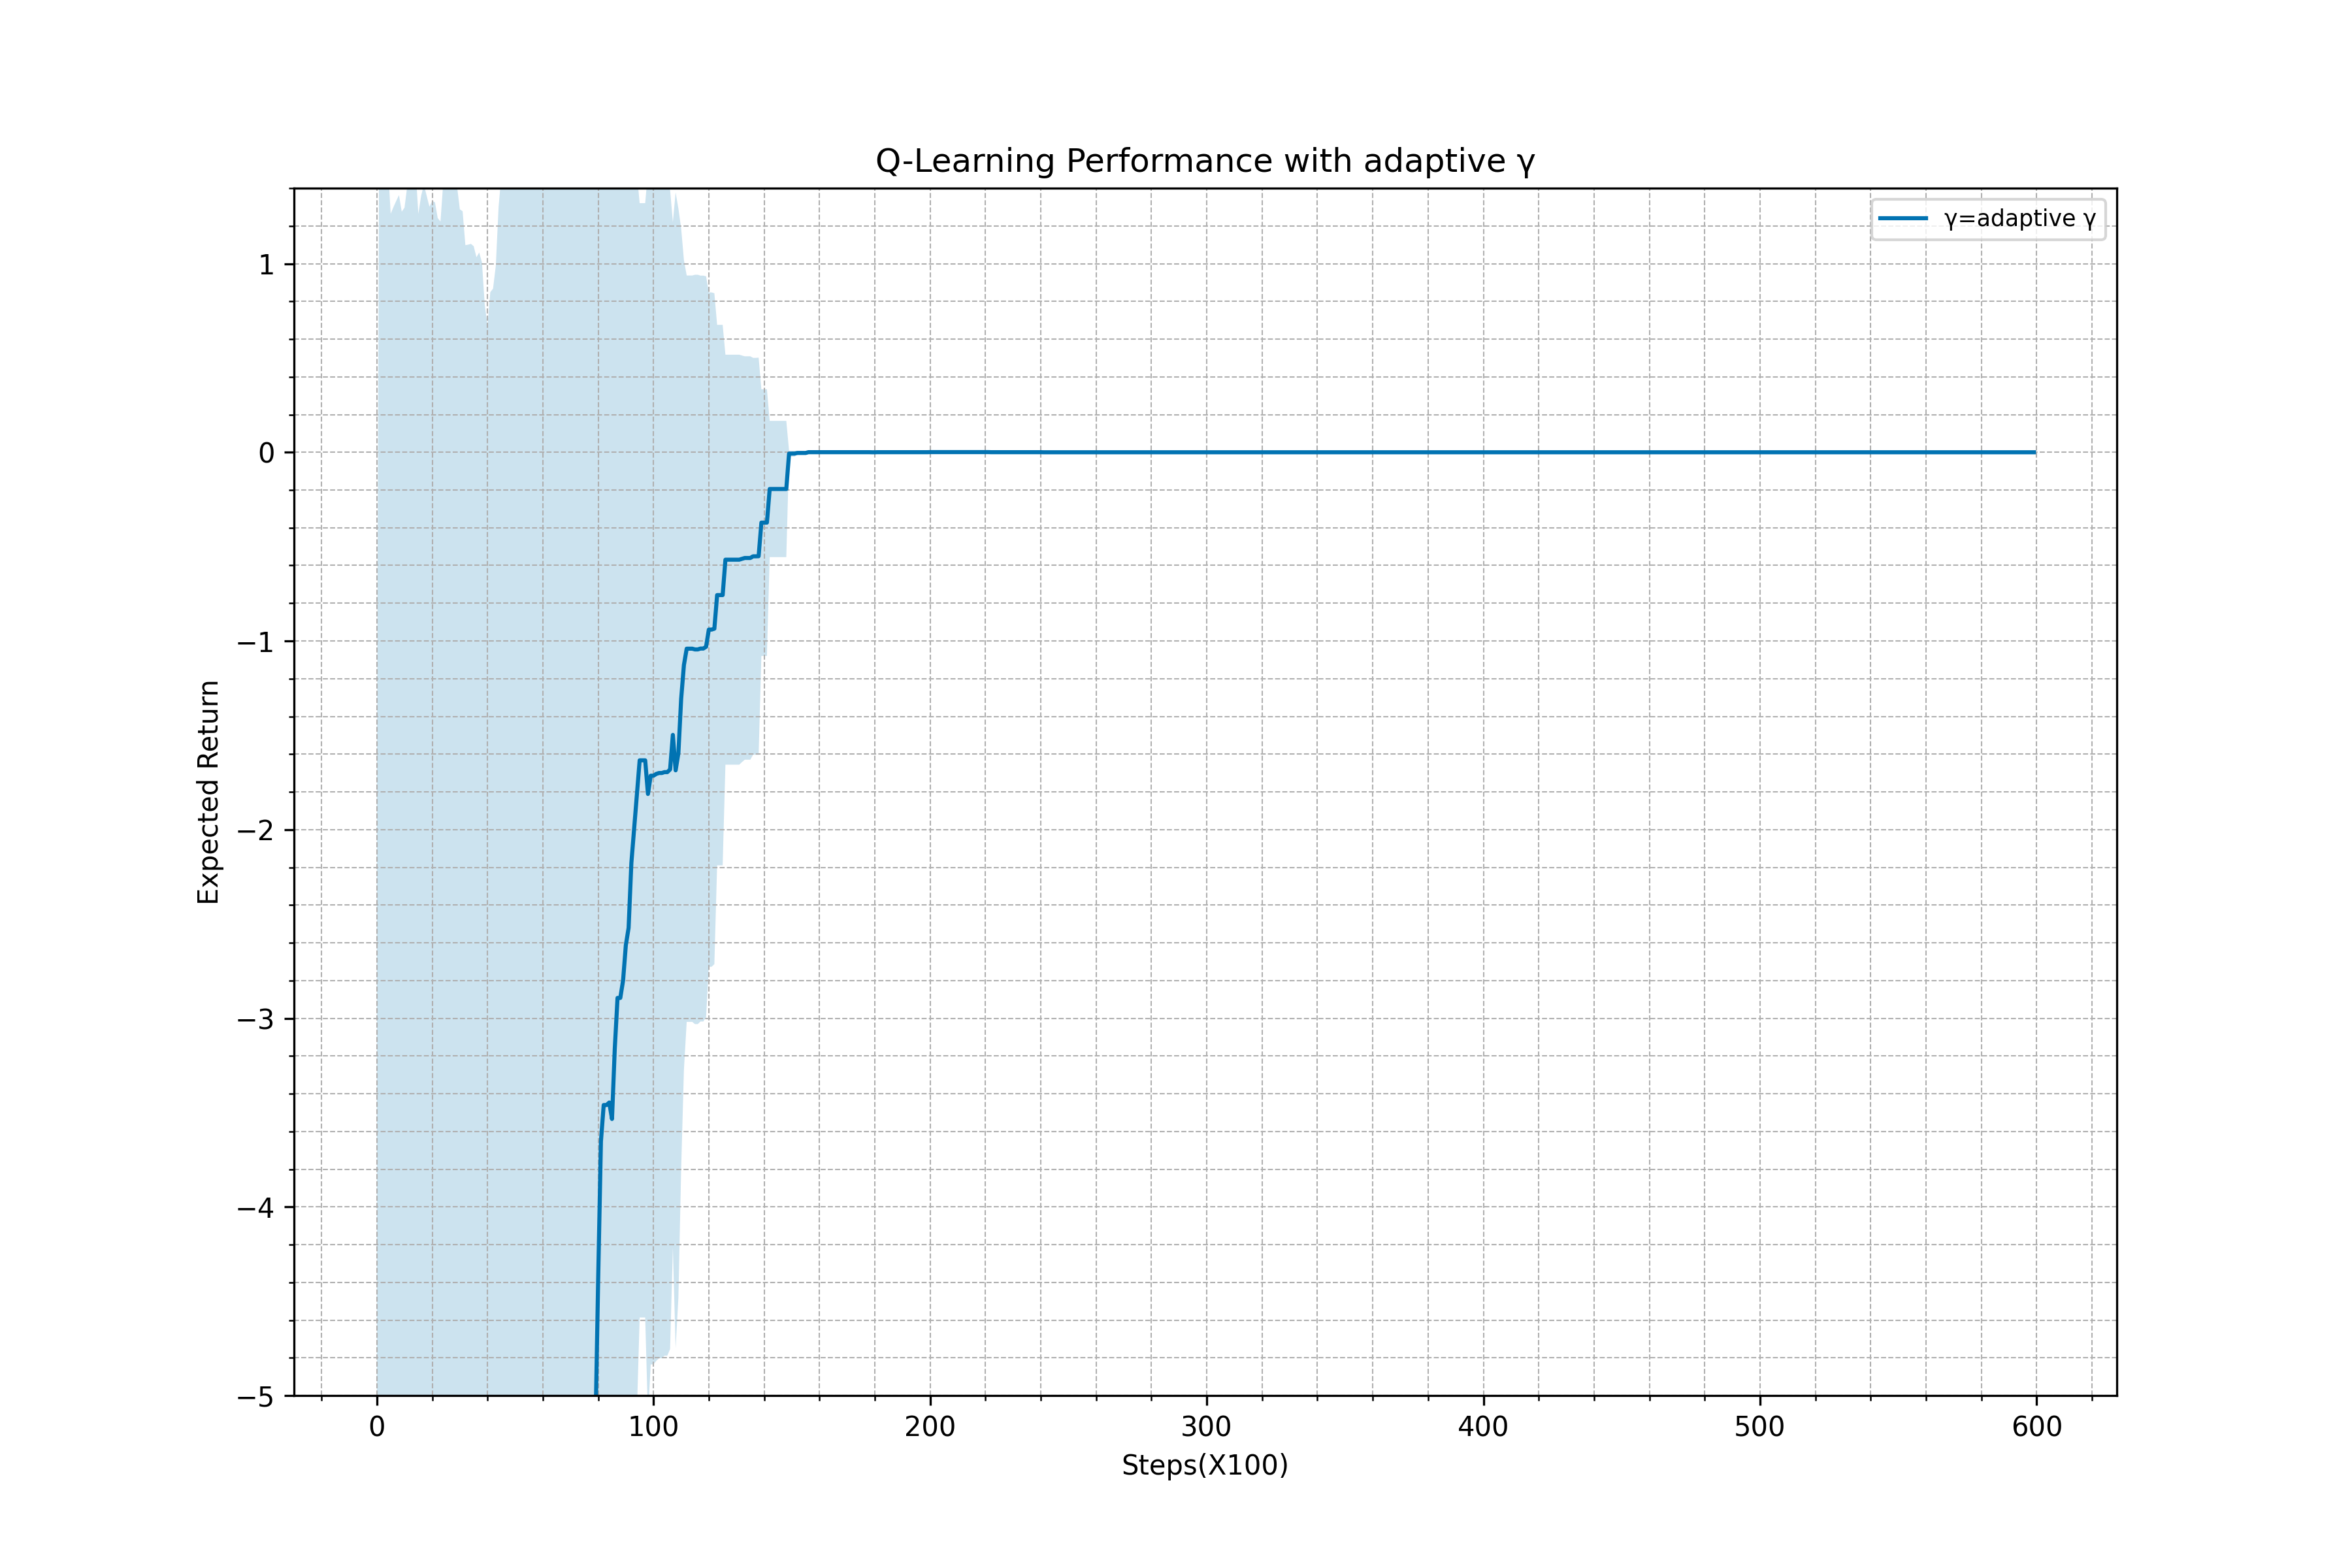 Q-Learning Performance with adaptive γ
γ=adaptive γ
1
0
−1
−2
−3
−4
−5
Expected Return
0 100 200 300 400 500 600
Steps(X100)